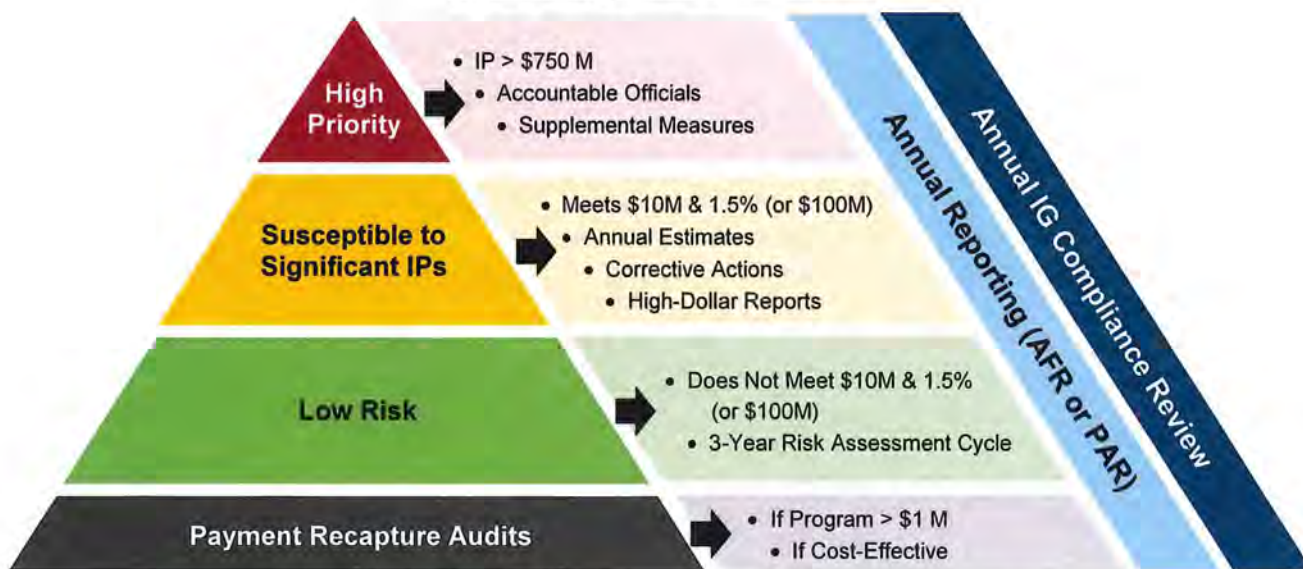 High
Priority
• IP > $750 M
• Accountable Officials
• Supplemental Measures
Susceptible to
Significant IPs
• Meets $10M & 1.5% (or $100M)
• Annual Estimates
• Corrective Actions
• High-Dollar Reports
Low Risk
• Does Not Meet $10M & 1.5%
(or $100M)
• 3-Year Risk Assessment Cycle
Payment Recapture Audits
• If Program > $1 M
• If Cost-Effective
Annual Reporting (AFR or PAR)
Annual IG Compliance Review